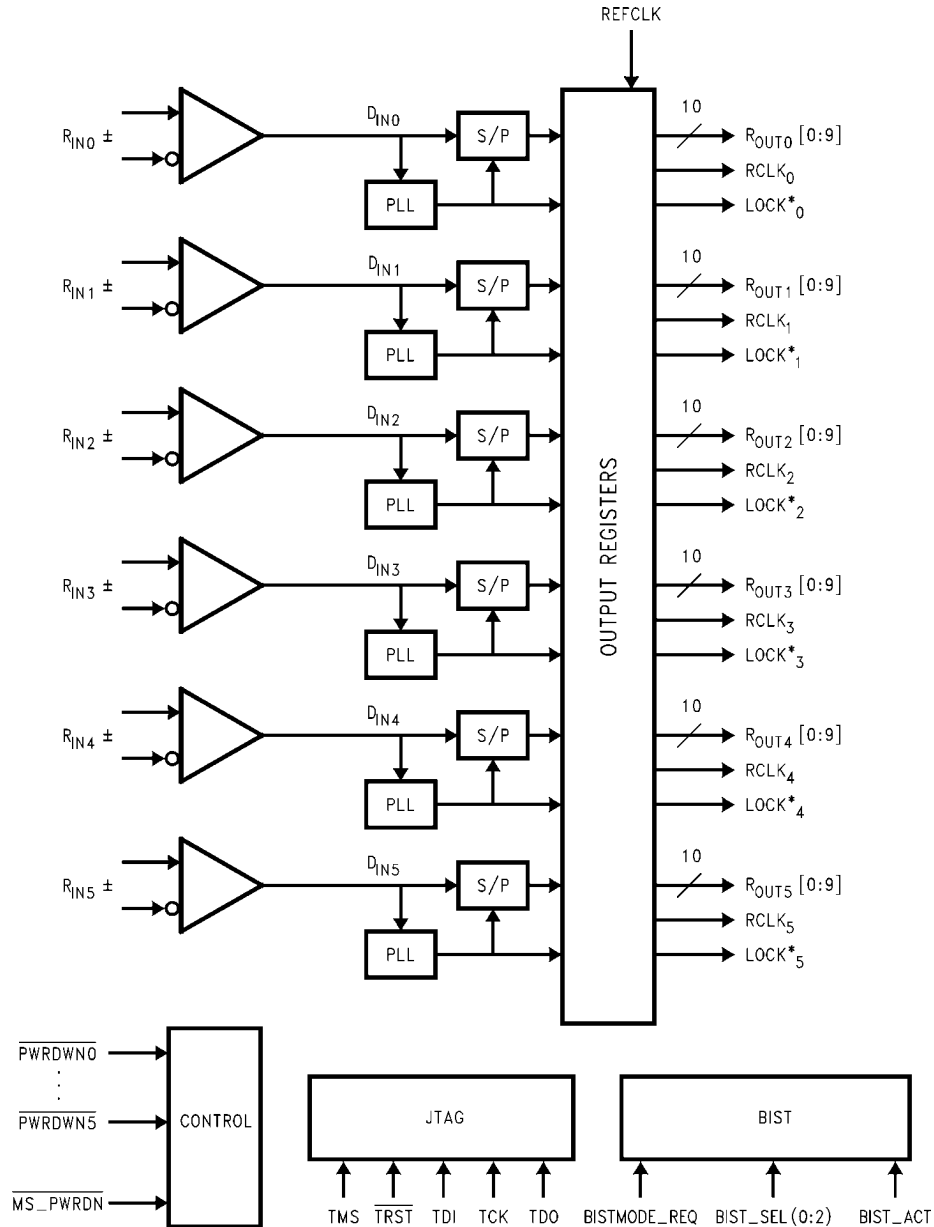 REFCLK
R_IN0 ±
D_IN0
S/P
PLL
10
R_OUT0 [0:9]
RCLK_0
LOCK*_0
R_IN1 ±
D_IN1
S/P
PLL
10
R_OUT1 [0:9]
RCLK_1
LOCK*_1
R_IN2 ±
D_IN2
S/P
PLL
10
R_OUT2 [0:9]
RCLK_2
LOCK*_2
R_IN3 ±
D_IN3
S/P
PLL
10
R_OUT3 [0:9]
RCLK_3
LOCK*_3
R_IN4 ±
D_IN4
S/P
PLL
10
R_OUT4 [0:9]
RCLK_4
LOCK*_4
R_IN5 ±
D_IN5
S/P
PLL
10
R_OUT5 [0:9]
RCLK_5
LOCK*_5
OUTPUT REGISTERS
PWRDWN0
PWRDWN5
MS_PWRDN
CONTROL
JTAG
TMS TRST TDI TCK TDO
BIST
BISTMODE_REQ BIST_SEL(0:2) BIST_ACT